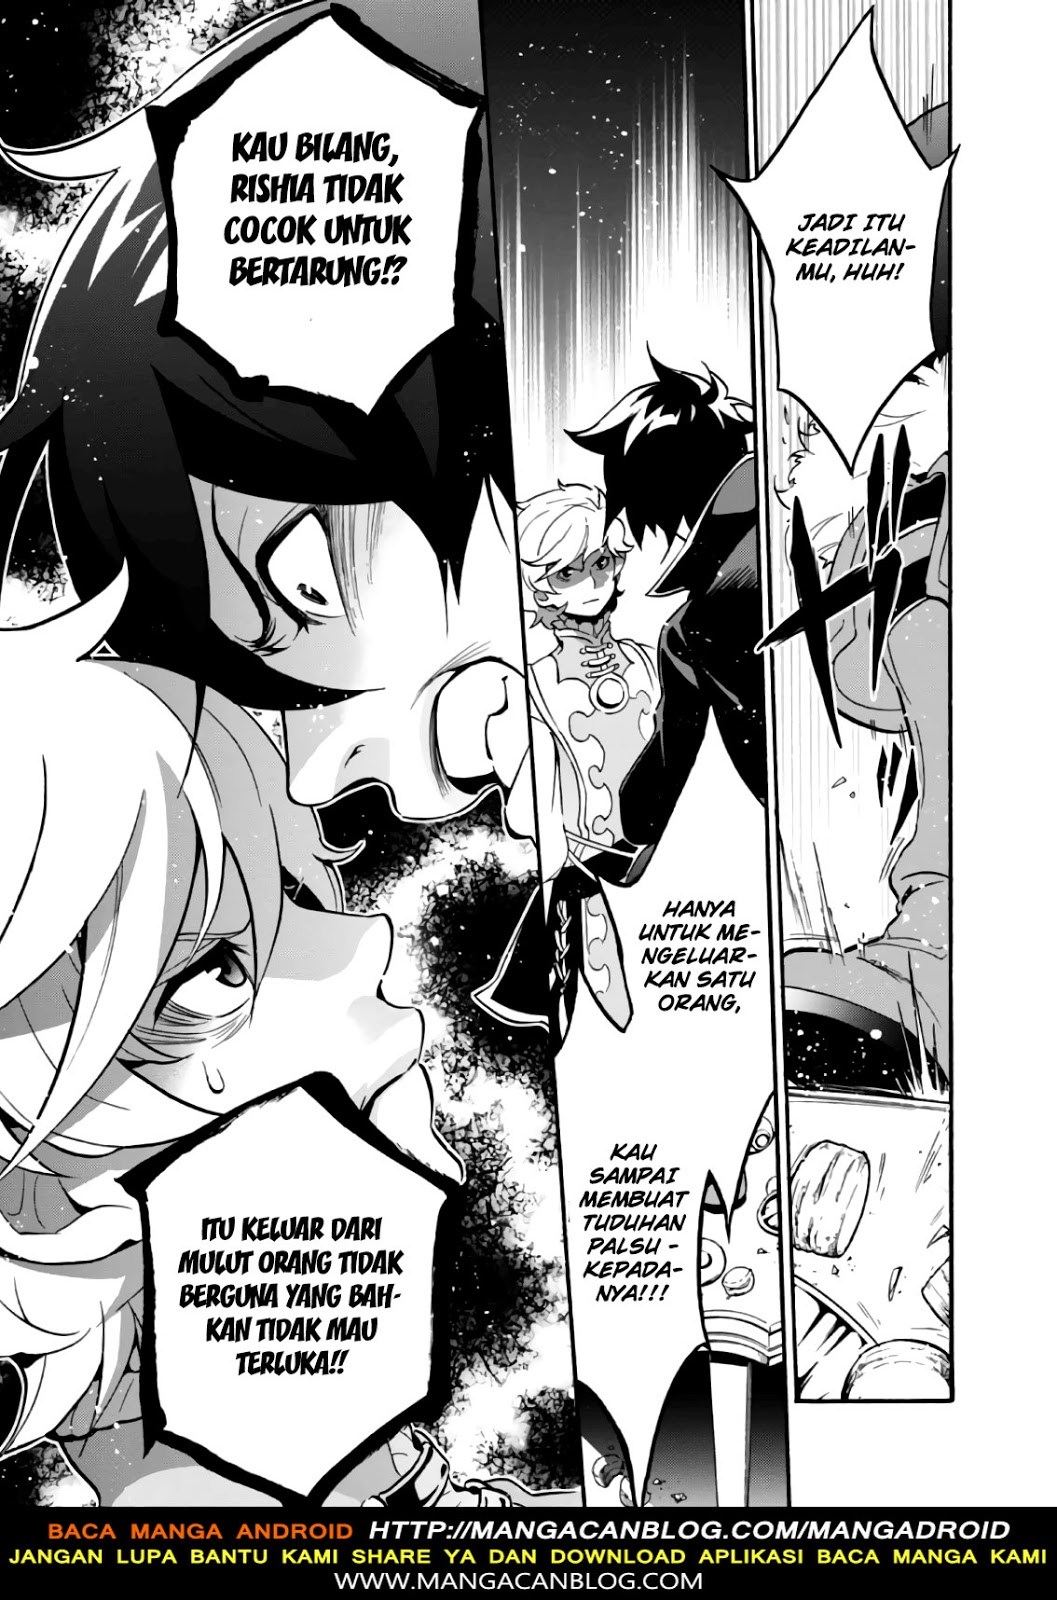 JADI ITU
KEADILAN-
MU, HUH!
HANYA
UNTUK ME-
NGELUAR-
KAN SATU
ORANG,
KAU
SAMPAI
MEMBUAT
TUDUHAN
PALSU -
KEPADA-
NYA!!!
KAU BILANG,
RISHIA TIDAK
COCOK UNTUK
BERTARUNG!?
ITU KELUAR DARI
MULUT ORANG TIDAK
BERGUNA YANG BAH-
KAN TIDAK MAU
TERLUKA!!
BACA MANGA ANDROID HTTP://MANGACANBLOG.COM/MANGADROID
JANGAN LUPA BANTU KAMI SHARE YA DAN DOWNLOAD APLIKASI BACA MANGA KAMI
WWW.MANGACANBLOG.COM